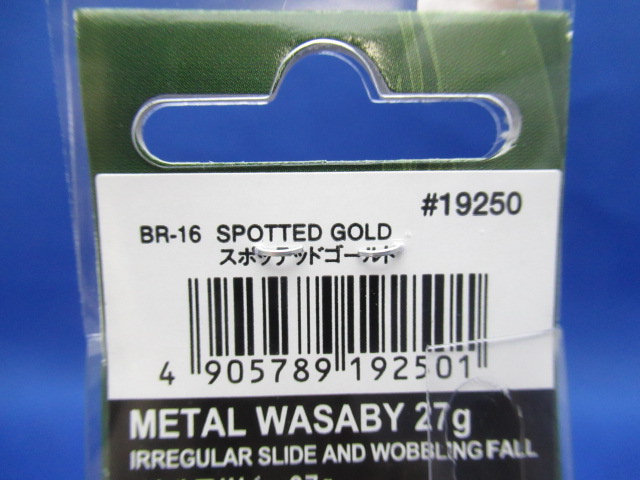 #19250
BR-16 SPOTTED GOLD
スポッテッドゴールド
4 905789 192501
METAL WASABY 27g
IRREGULAR SLIDE AND WOBBLING FALL